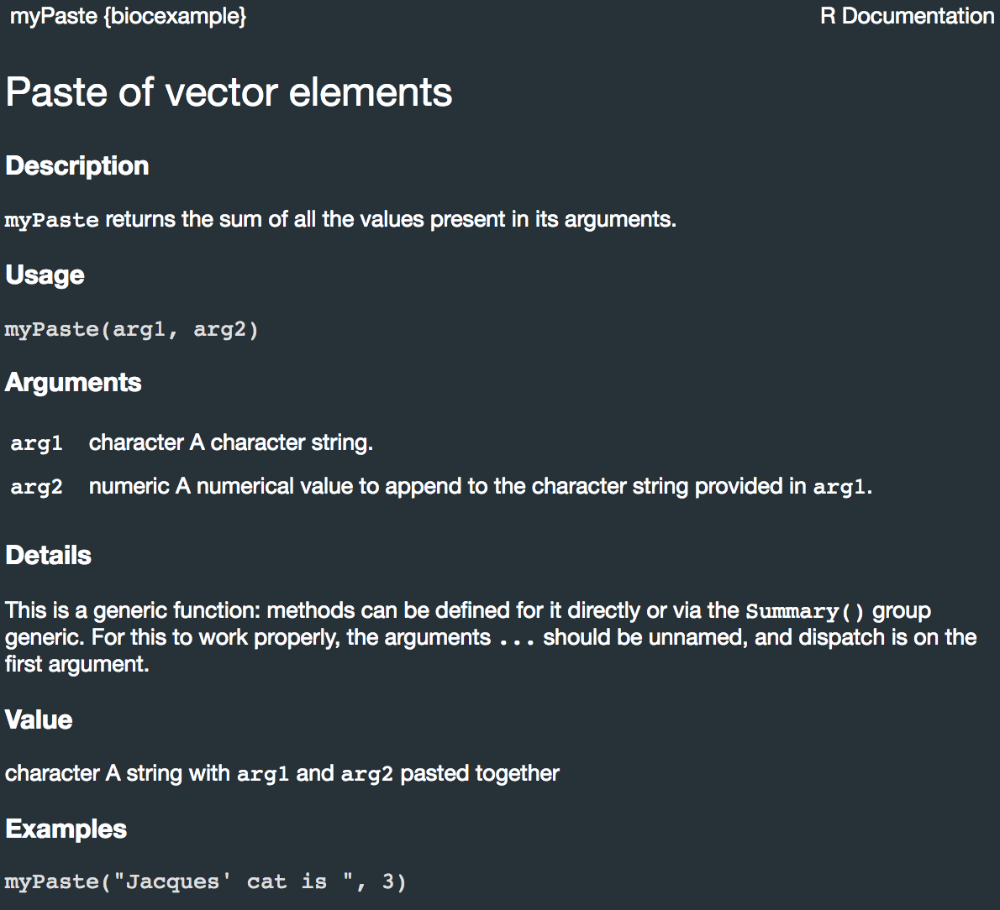 myPaste {biocexample}
R Documentation
Paste of vector elements
Description
myPaste returns the sum of all the values present in its arguments.
Usage
myPaste(arg1, arg2)
Arguments
arg1 character A character string.
arg2 numeric A numerical value to append to the character string provided in arg1.
Details
This is a generic function: methods can be defined for it directly or via the Summary() group
generic. For this to work properly, the arguments ... should be unnamed, and dispatch is on the
first argument.
Value
character A string with arg1 and arg2 pasted together
Examples
myPaste("Jacques' cat is ", 3)